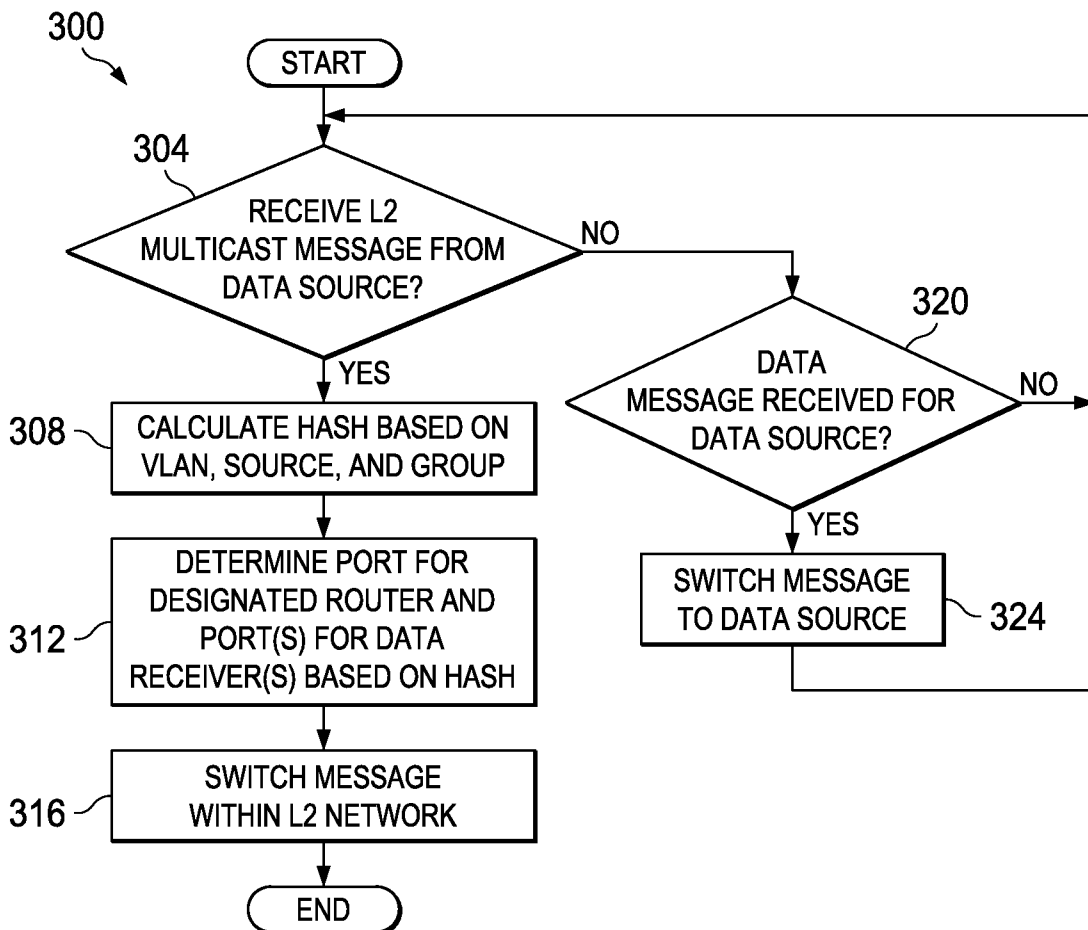 300
START
304
RECEIVE L2
MULTICAST MESSAGE FROM
DATA SOURCE?
NO
YES
320
DATA
MESSAGE RECEIVED FOR
DATA SOURCE?
NO
YES
308
CALCULATE HASH BASED ON
VLAN, SOURCE, AND GROUP
312
DETERMINE PORT FOR
DESIGNATED ROUTER AND
PORT(S) FOR DATA
RECEIVER(S) BASED ON HASH
SWITCH MESSAGE
TO DATA SOURCE
324
316
SWITCH MESSAGE
WITHIN L2 NETWORK
END